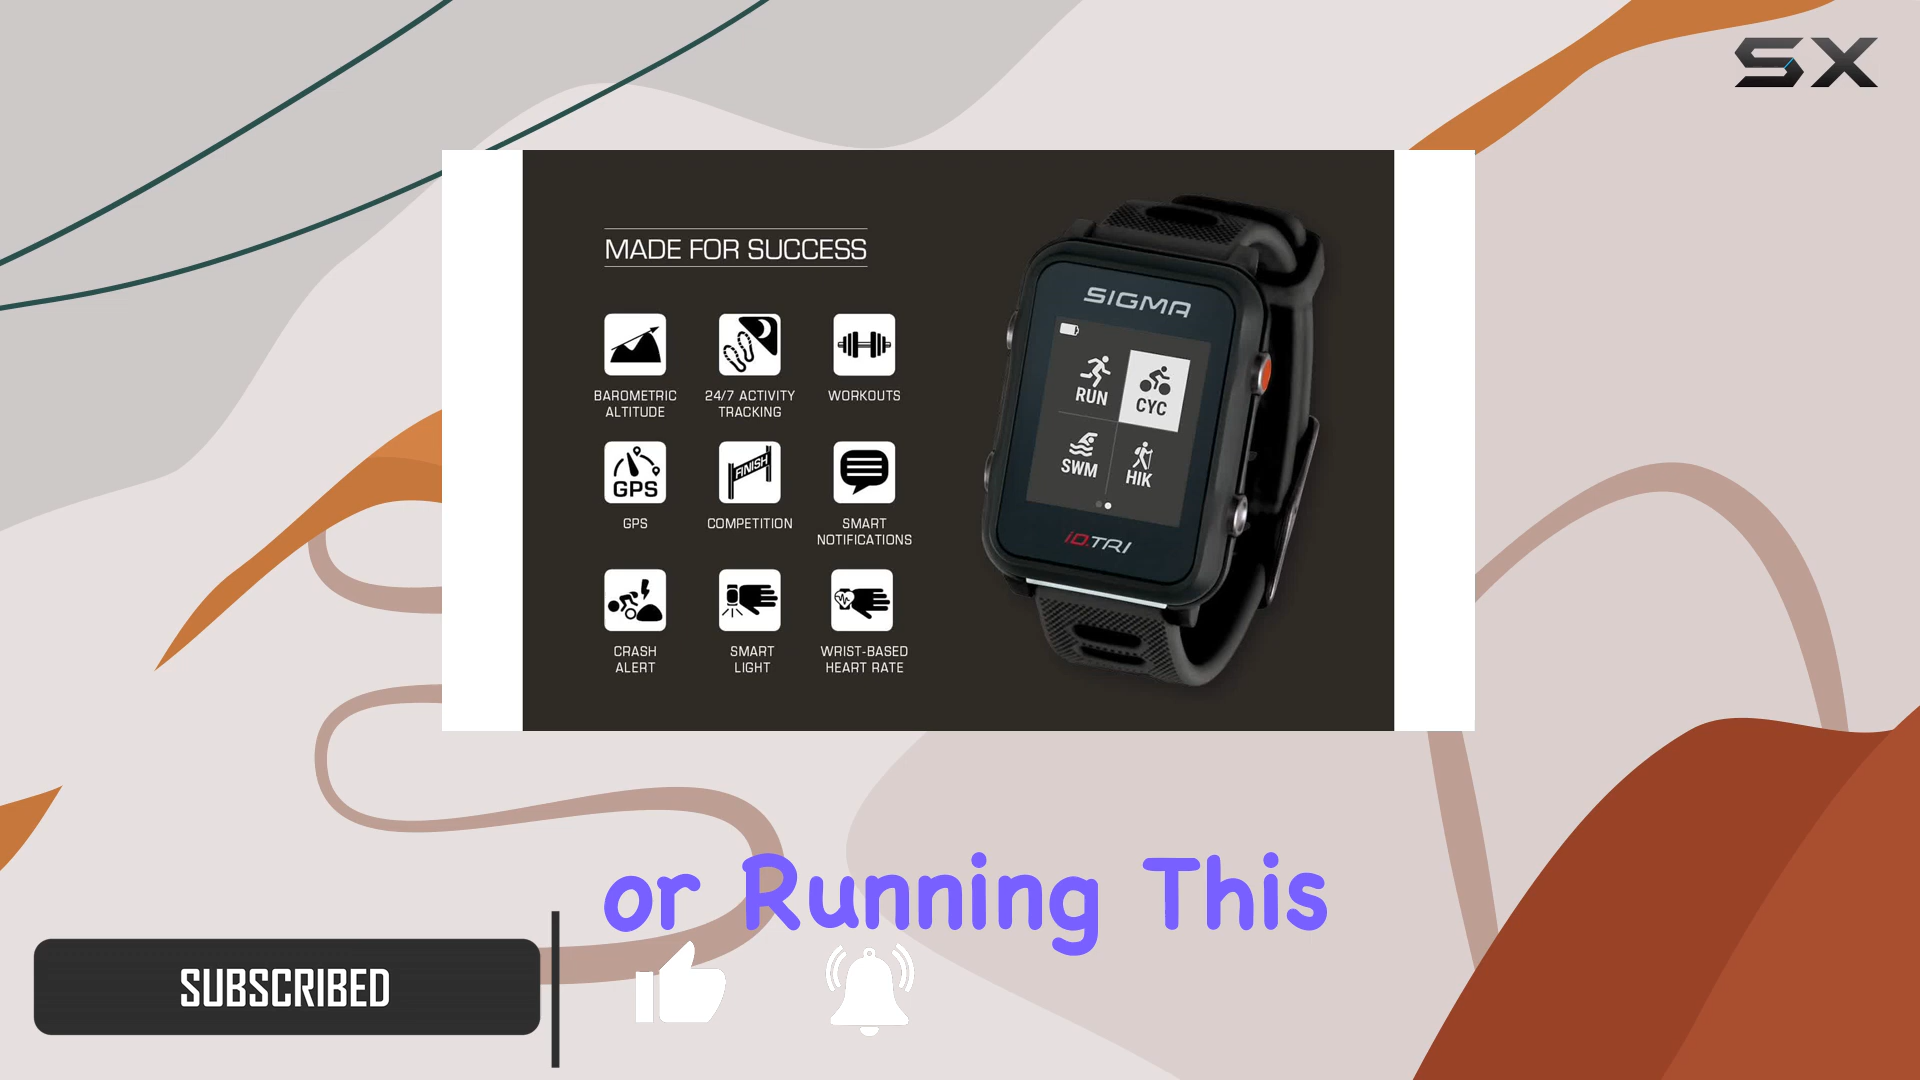 SX
MADE FOR SUCCESS
BAROMETRIC
ALTITUDE
24/7 ACTIVITY
TRACKING
WORKOUTS
GPS
GPS
FINISH
COMPETITION
SMART
NOTIFICATIONS
CRASH
ALERT
SMART
LIGHT
WRIST-BASED
HEART RATE
SIGMA
RUN
CYC
SWM
HIK
iD.TRI
or Running This
SUBSCRIBED